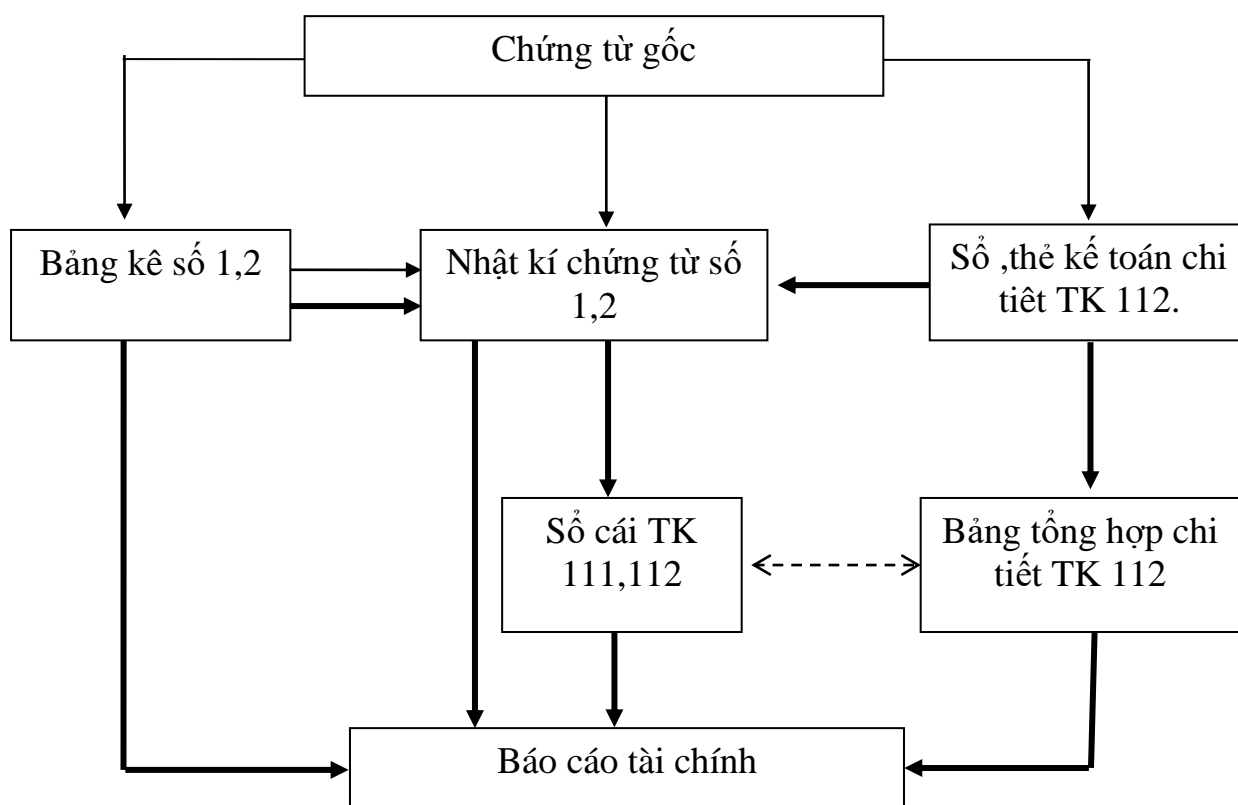 Chứng từ gốc
Bảng kê số 1,2
Nhật kí chứng từ số
1,2
Sổ ,thẻ kế toán chi
tiêt TK 112.
Sổ cái TK
111,112
Bảng tổng hợp chi
tiết TK 112
Báo cáo tài chính